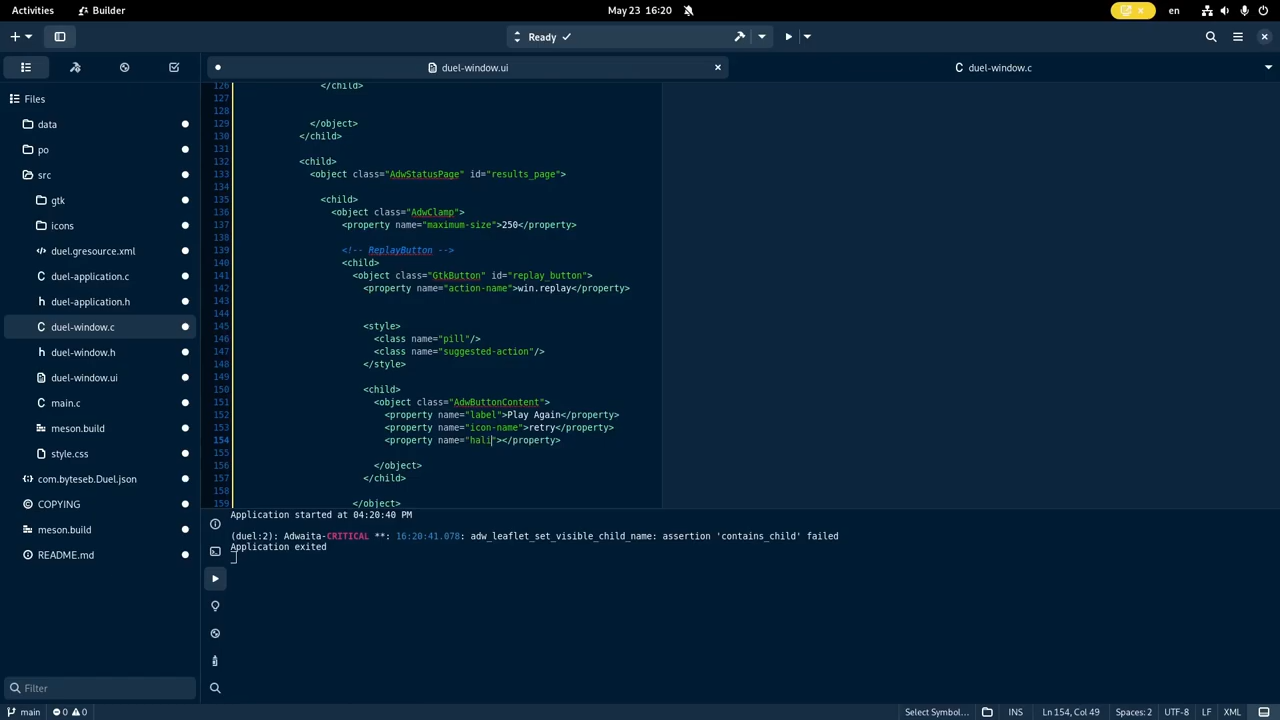 Activities
Builder
May 23 16:20
en
Ready
duel-window.ui
duel-window.c
Files
data
po
src
gtk
icons
duel.gresource.xml
duel-application.c
duel-application.h
duel-window.c
duel-window.h
duel-window.ui
main.c
meson.build
style.css
com.byteseb.Duel.json
COPYING
meson.build
README.md
Filter
126 </child>
127
128
129 </object>
130 </child>
131
132 <child>
133 <object class="AdwStatusPage" id="results_page">
134
135 <child>
136 <object class="AdwClamp">
137 <property name="maximum-size">250</property>
138
139 <!-- ReplayButton -->
140 <child>
141 <object class="GtkButton" id="replay_button">
142 <property name="action-name">win.replay</property>
143
144
145 <style>
146 <class name="pill"/>
147 <class name="suggested-action"/>
148 </style>
149
150 <child>
151 <object class="AdwButtonContent">
152 <property name="label">Play Again</property>
153 <property name="icon-name">retry</property>
154 <property name="hali"></property>
155
156 </object>
157 </child>
158
159 </object>
Application started at 04:20:40 PM
(duel:2): Adwaita-CRITICAL **: 16:20:41.078: adw_leaflet_set_visible_child_name: assertion 'contains_child' failed
Application exited
main
0
0
Select Symbol...
INS
Ln 154, Col 49
Spaces: 2
UTF-8
LF
XML